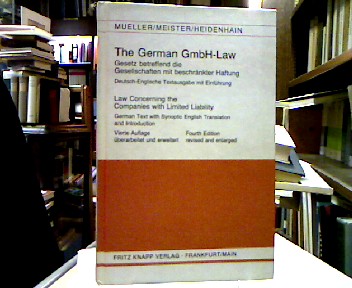 MUELLER/MEISTER/HEIDENHAIN
The German GmbH-Law
Gesetz betreffend die
Gesellschaften mit beschränkter Haftung
Deutsch-Englische Textausgabe mit Einführung
Law Concerning the
Companies with Limited Liability
German Text with Synoptic English Translation
and Introduction
Vierte Auflage
überarbeitet und erweitert
Fourth Edition
revised and enlarged
FRITZ KNAPP VERLAG · FRANKFURT/MAIN